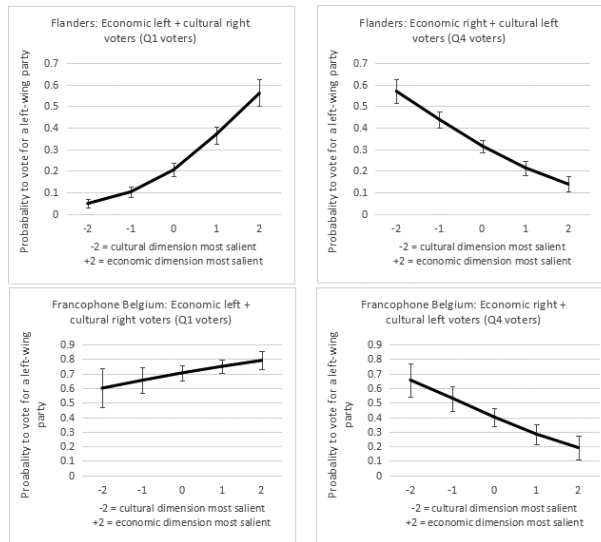 Flanders: Economic left + cultural right
voters (Q1 voters)
Probabality to vote for a left-wing
party
0.7
0.6
0.5
0.4
0.3
0.2
0.1
0
-2 -1 0 1 2
-2 = cultural dimension most salient
+2 = economic dimension most salient
Flanders: Economic right + cultural left
voters (Q4 voters)
Probabality to vote for a left-wing
party
0.7
0.6
0.5
0.4
0.3
0.2
0.1
0
-2 -1 0 1 2
-2 = cultural dimension most salient
+2 = economic dimension most salient
Francophone Belgium: Economic left +
cultural right voters (Q1 voters)
Probabality to vote for a left-wing
party
0.9
0.8
0.7
0.6
0.5
0.4
0.3
0.2
0.1
0
-2 -1 0 1 2
-2 = cultural dimension most salient
+2 = economic dimension most salient
Francophone Belgium: Economic right +
cultural left voters (Q4 voters)
Probabality to vote for a left-wing
party
0.9
0.8
0.7
0.6
0.5
0.4
0.3
0.2
0.1
0
-2 -1 0 1 2
-2 = cultural dimension most salient
+2 = economic dimension most salient